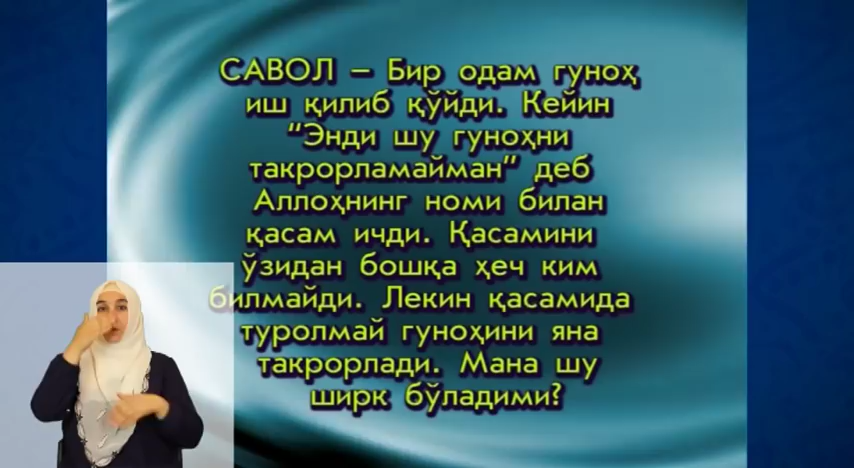 САВОЛ – Бир одам гуноҳ
иш қилиб қўйди. Кейин
“Энди шу гуноҳни
такрорламайман” деб
Аллоҳнинг номи билан
қасам ичди. Қасамини
ўзидан бошқа ҳеч ким
билмайди. Лекин қасамида
туролмай гуноҳини яна
такрорлади. Мана шу
ширк бўладими?